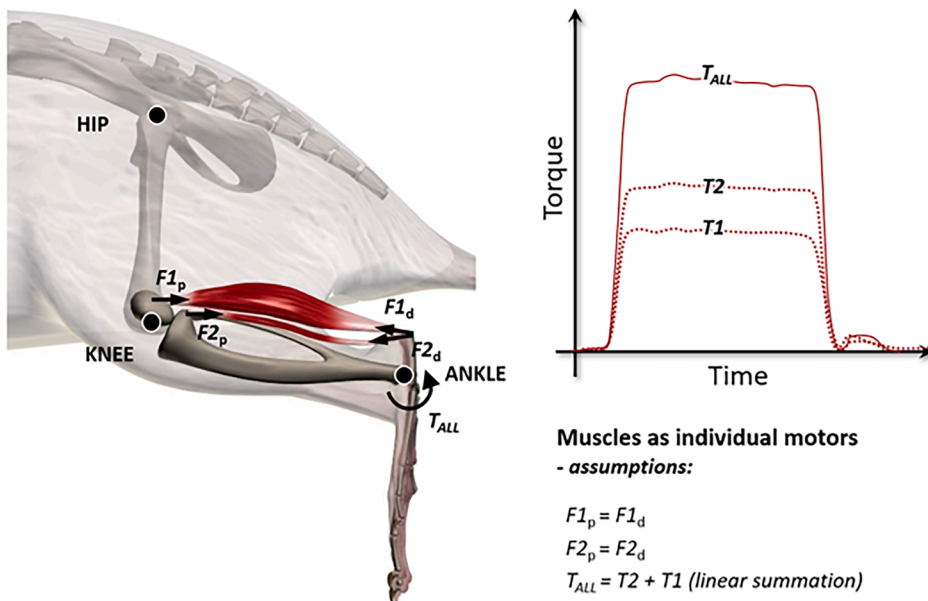 HIP
F1p
F1d
F2p
F2d
KNEE
ANKLE
TALL
Torque
TALL
T2
T1
Time
Muscles as individual motors
- assumptions:
F1p = F1d
F2p = F2d
TALL = T2 + T1 (linear summation)